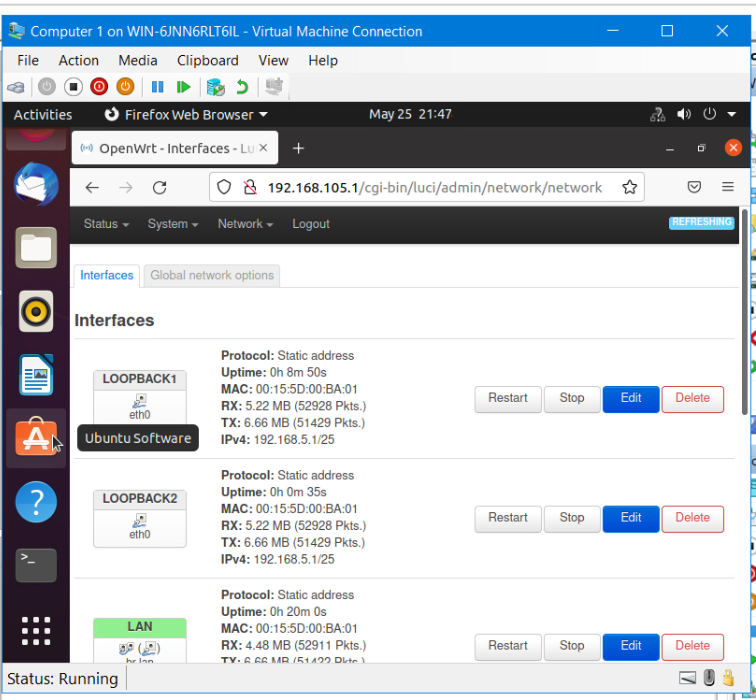 Computer 1 on WIN-6JNN6RLT6IL - Virtual Machine Connection
File Action Media Clipboard View Help
Activities Firefox Web Browser May 25 21:47
OpenWrt - Interfaces - Lu
192.168.105.1/cgi-bin/luci/admin/network/network
Status System Network Logout REFRESHING
Interfaces Global network options
Interfaces
Protocol: Static address
Uptime: 0h 8m 50s
MAC: 00:15:5D:00:BA:01
RX: 5.22 MB (52928 Pkts.)
TX: 6.66 MB (51429 Pkts.)
IPv4: 192.168.5.1/25
LOOPBACK1
eth0
Restart Stop Edit Delete
Ubuntu Software
Protocol: Static address
Uptime: 0h 0m 35s
MAC: 00:15:5D:00:BA:01
RX: 5.22 MB (52928 Pkts.)
TX: 6.66 MB (51429 Pkts.)
IPv4: 192.168.5.1/25
LOOPBACK2
eth0
Restart Stop Edit Delete
Protocol: Static address
Uptime: 0h 20m 0s
MAC: 00:15:5D:00:BA:01
RX: 4.48 MB (52911 Pkts.)
TX: 6.66 MB (51422 Pkts.)
LAN
br-lan
Restart Stop Edit Delete
Status: Running